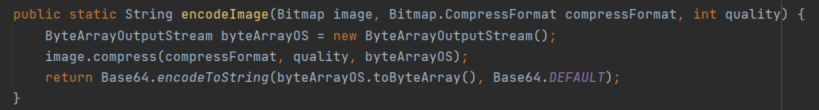 public static String encodeImage(Bitmap image, Bitmap.CompressFormat compressFormat, int quality) {
    ByteArrayOutputStream byteArrayOS = new ByteArrayOutputStream();
    image.compress(compressFormat, quality, byteArrayOS);
    return Base64.encodeToString(byteArrayOS.toByteArray(), Base64.DEFAULT);
}